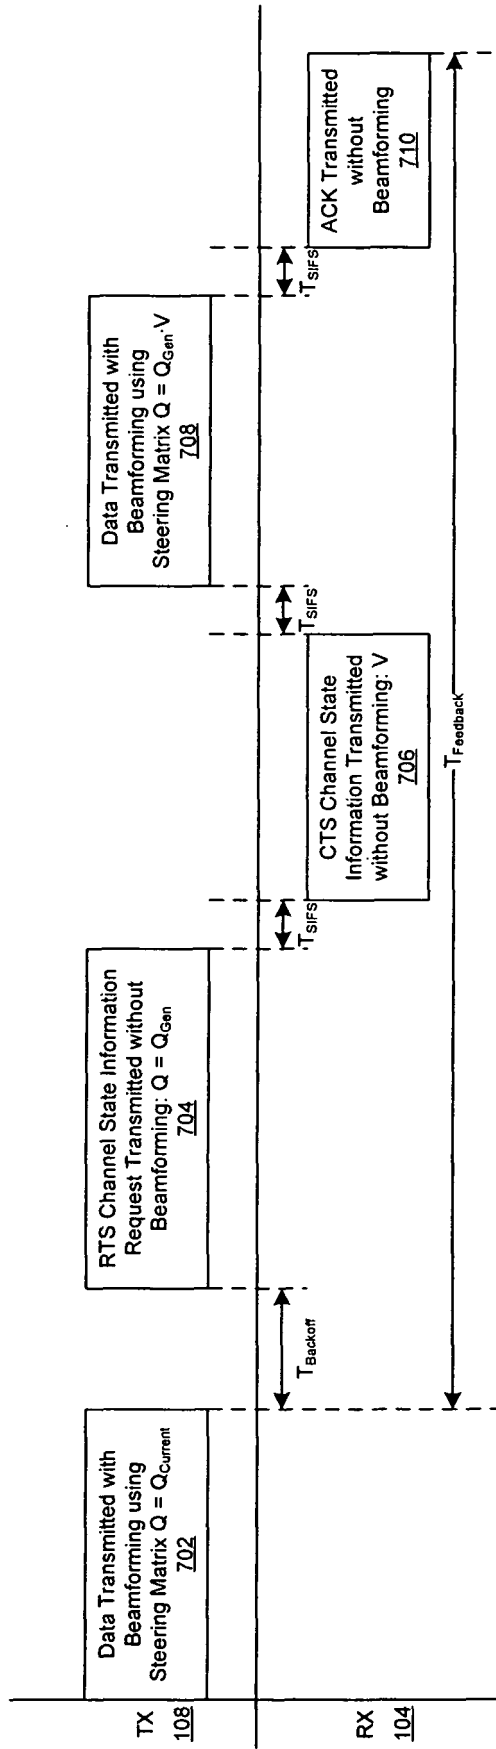 TX
108
RX
104
Data Transmitted with
Beamforming using
Steering Matrix Q = QCurrent
702
TBackoff
RTS Channel State Information
Request Transmitted without
Beamforming: Q = QGen
704
TSIFS
CTS Channel State
Information Transmitted
without Beamforming: V
706
TSIFS
Data Transmitted with
Beamforming using
Steering Matrix Q = QGen·V
708
TSIFS
ACK Transmitted
without
Beamforming
710
TFeedback